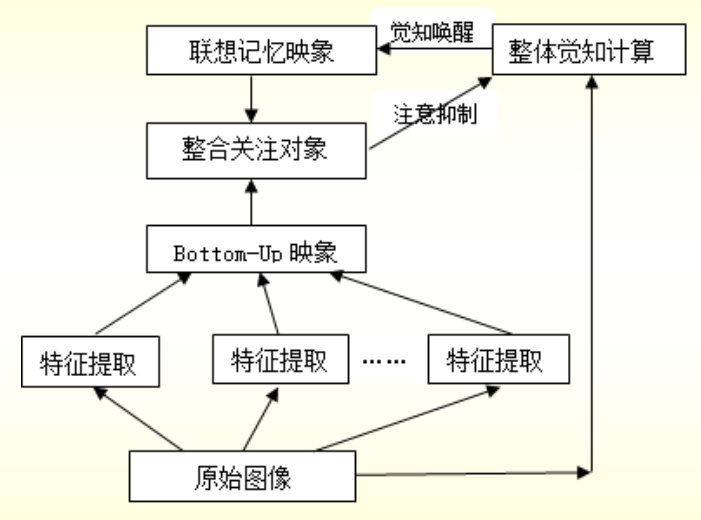 觉知唤醒
联想记忆映象
整体觉知计算
注意抑制
整合关注对象
Bottom-Up 映象
特征提取
特征提取
……
特征提取
原始图像